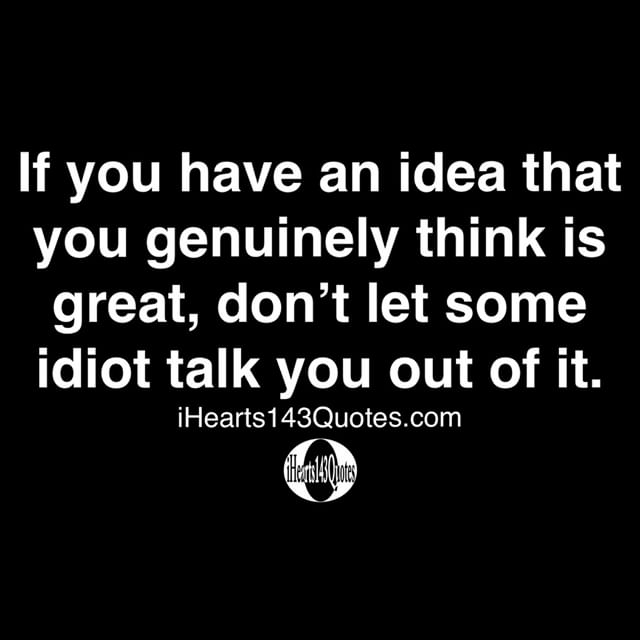 If you have an idea that
you genuinely think is
great, don’t let some
idiot talk you out of it.
iHearts143Quotes.com
iHearts143Quotes